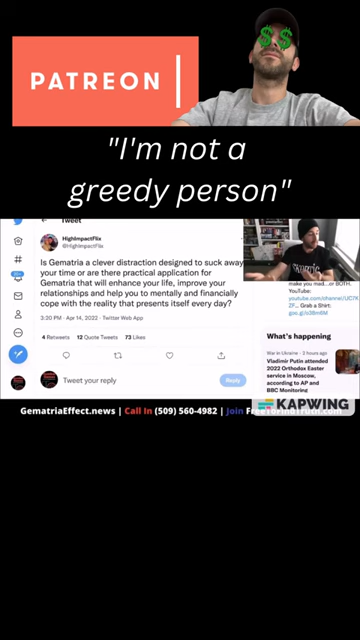 PATREON
"I'm not a
greedy person"
Tweet
HighImpactFlix
@HighImpactFlix
Is Gematria a clever distraction designed to suck away
your time or are there practical application for
Gematria that will enhance your life, improve your
relationships and help you to mentally and financially
cope with the reality that presents itself every day?
3:30 PM · Apr 14, 2022 · Twitter Web App
4 Retweets 12 Quote Tweets 73 Likes
Tweet your reply
Reply
make you mad...or BOTH.
YouTube:
youtube.com/channel/UC7K
Grab a Shirt:
What's happening
War in Ukraine · 2 hours ago
Vladimir Putin attended
2022 Orthodox Easter
service in Moscow,
according to AP and
BBC Monitoring
GematriaEffect.news | Call In (509) 560-4982 | Join
KAPWING